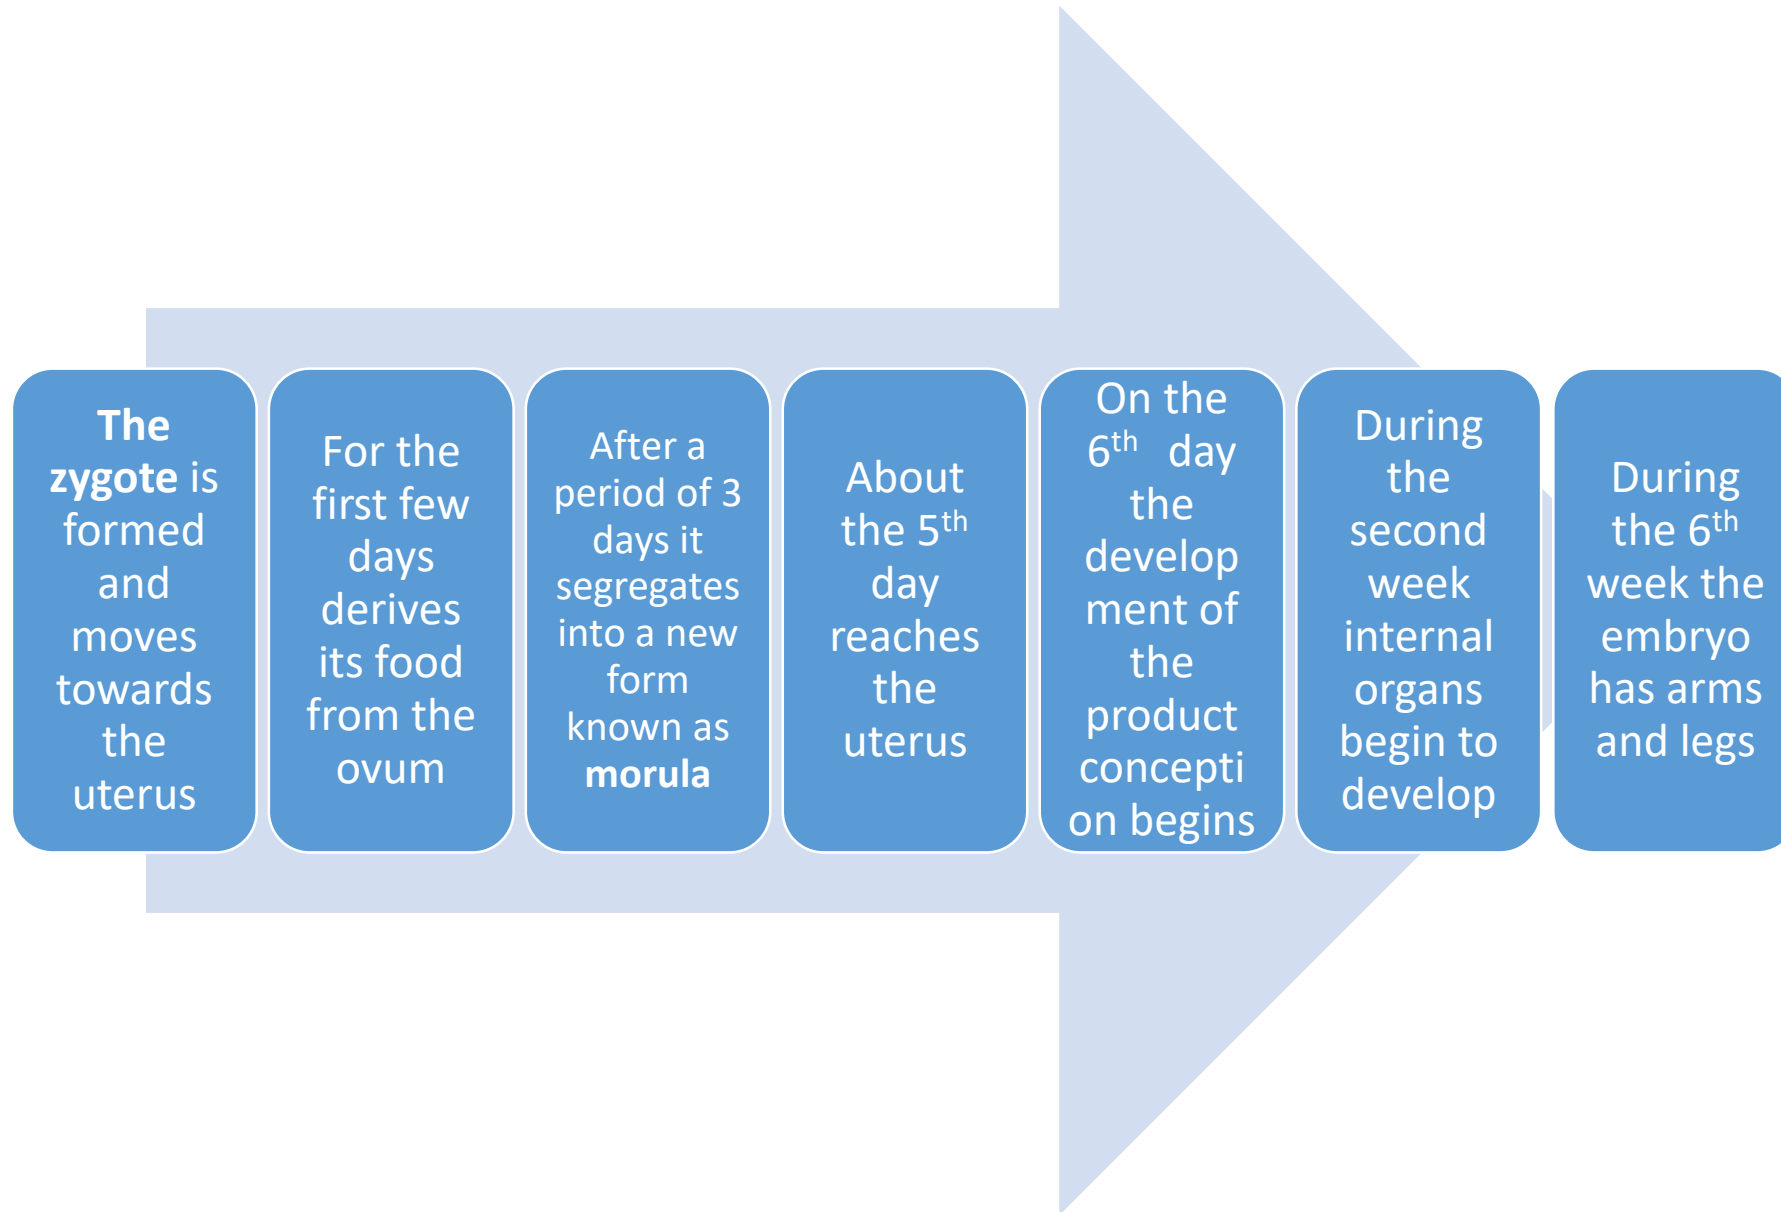 The
zygote is
formed
and
moves
towards
the
uterus
For the
first few
days
derives
its food
from the
ovum
After a
period of 3
days it
segregates
into a new
form
known as
morula
About
the 5th
day
reaches
the
uterus
On the
6th day
the
develop
ment of
the
product
concepti
on begins
During
the
second
week
internal
organs
begin to
develop
During
the 6th
week the
embryo
has arms
and legs